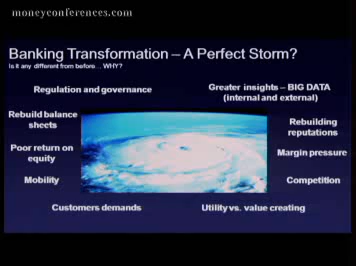 moneyconferences.com
Banking Transformation – A Perfect Storm?
Is it any different from before... WHY?
Regulation and governance
Greater insights – BIG DATA
(internal and external)
Rebuild balance
sheets
Rebuilding
reputations
Poor return on
equity
Margin pressure
Mobility
Competition
Customers demands
Utility vs. value creating